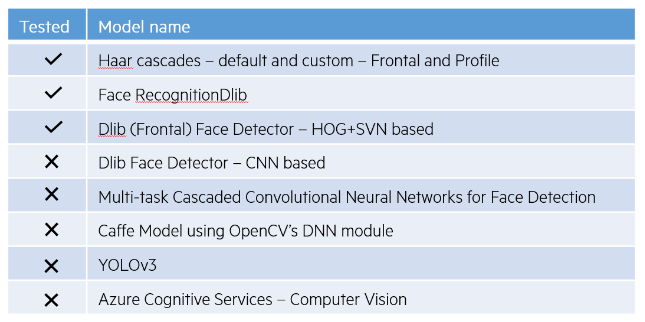 Tested Model name
✓ Haar cascades – default and custom – Frontal and Profile
✓ Face RecognitionDlib
✓ Dlib (Frontal) Face Detector – HOG+SVN based
✕ Dlib Face Detector – CNN based
✕ Multi-task Cascaded Convolutional Neural Networks for Face Detection
✕ Caffe Model using OpenCV's DNN module
✕ YOLOv3
✕ Azure Cognitive Services – Computer Vision